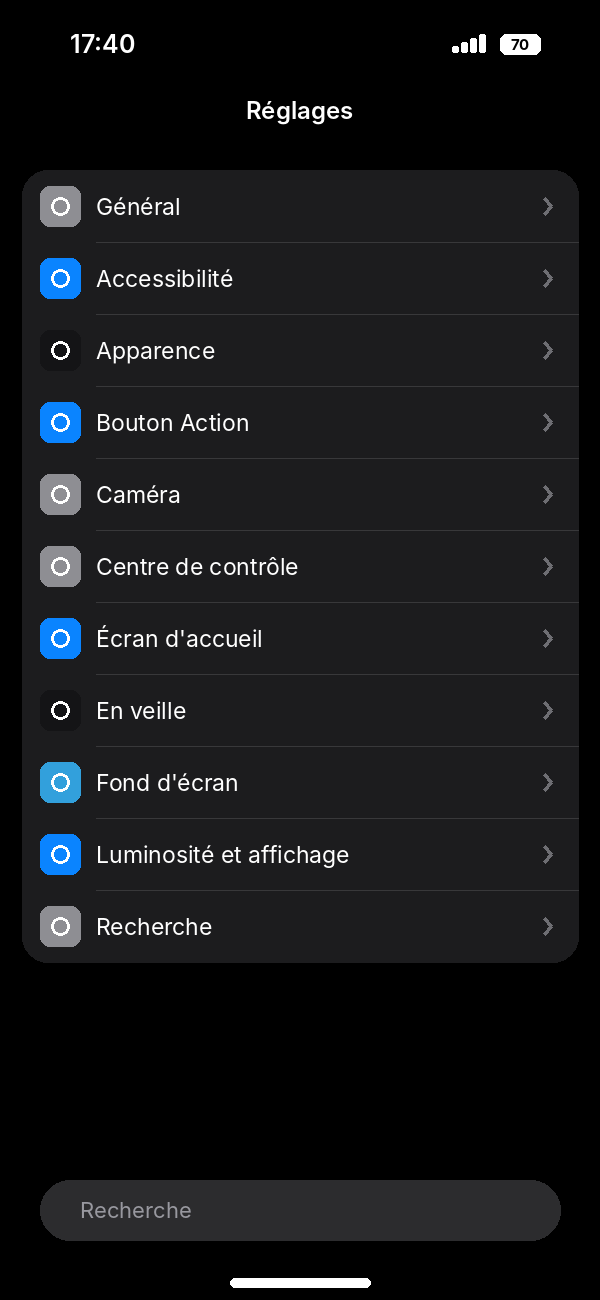 17:40
70
Réglages
Général
Accessibilité
Apparence
Bouton Action
Caméra
Centre de contrôle
Écran d'accueil
En veille
Fond d'écran
Luminosité et affichage
Recherche
Recherche